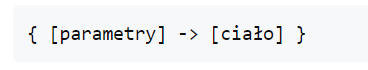 { [parametry] -> [ciało] }